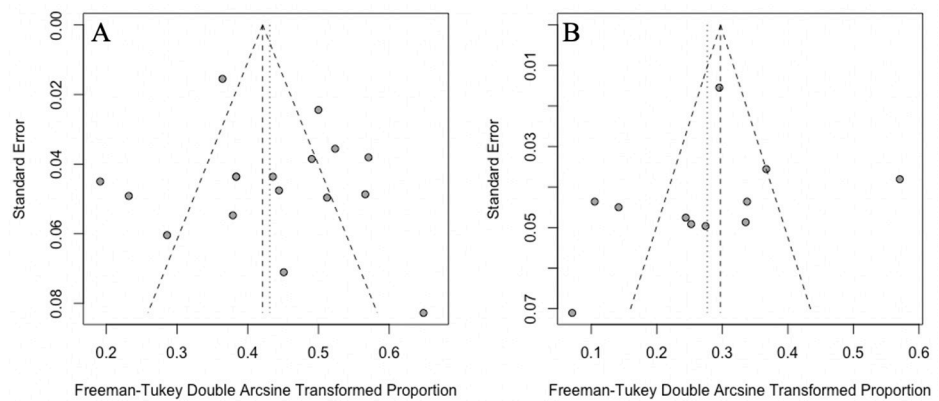 A
0.00
0.02
0.04
0.06
0.08
Standard Error
0.2 0.3 0.4 0.5 0.6
Freeman-Tukey Double Arcsine Transformed Proportion
B
0.01
0.03
0.05
0.07
Standard Error
0.1 0.2 0.3 0.4 0.5 0.6
Freeman-Tukey Double Arcsine Transformed Proportion